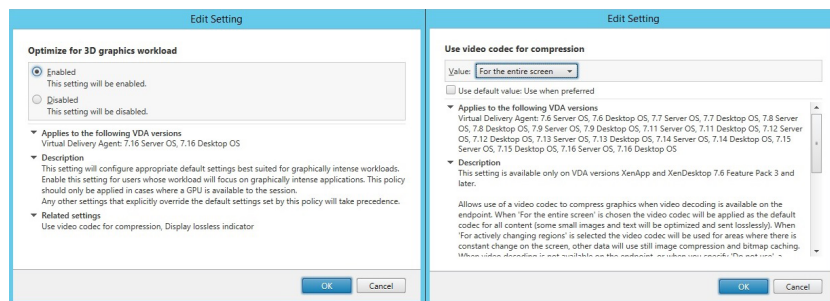 Edit Setting
Optimize for 3D graphics workload
Enabled
This setting will be enabled.
Disabled
This setting will be disabled.
Applies to the following VDA versions
Virtual Delivery Agent: 7.16 Server OS, 7.16 Desktop OS
Description
This setting will configure appropriate default settings best suited for graphically intense workloads.
Enable this setting for users whose workload will focus on graphically intense applications. This policy
should only be applied in cases where a GPU is available to the session.
Any other settings that explicitly override the default settings set by this policy will take precedence.
Related settings
Use video codec for compression, Display lossless indicator
OK Cancel
Edit Setting
Use video codec for compression
Value: For the entire screen
Use default value: Use when preferred
Applies to the following VDA versions
Virtual Delivery Agent: 7.6 Server OS, 7.6 Desktop OS, 7.7 Server OS, 7.7 Desktop OS, 7.8 Server
OS, 7.8 Desktop OS, 7.9 Server OS, 7.9 Desktop OS, 7.11 Server OS, 7.11 Desktop OS, 7.12 Server
OS, 7.12 Desktop OS, 7.13 Server OS, 7.13 Desktop OS, 7.14 Server OS, 7.14 Desktop OS, 7.15
Server OS, 7.15 Desktop OS, 7.16 Server OS, 7.16 Desktop OS
Description
This setting is available only on VDA versions XenApp and XenDesktop 7.6 Feature Pack 3 and
later.
Allows use of a video codec to compress graphics when video decoding is available on the
endpoint. When 'For the entire screen' is chosen the video codec will be applied as the default
codec for all content (some small images and text will be optimized and sent losslessly). When
'For actively changing regions' is selected the video codec will be used for areas where there is
constant change on the screen, other data will use still image compression and bitmap caching.
When video decoding is not available on the endpoint, or when you specify 'Do not use', a
OK Cancel